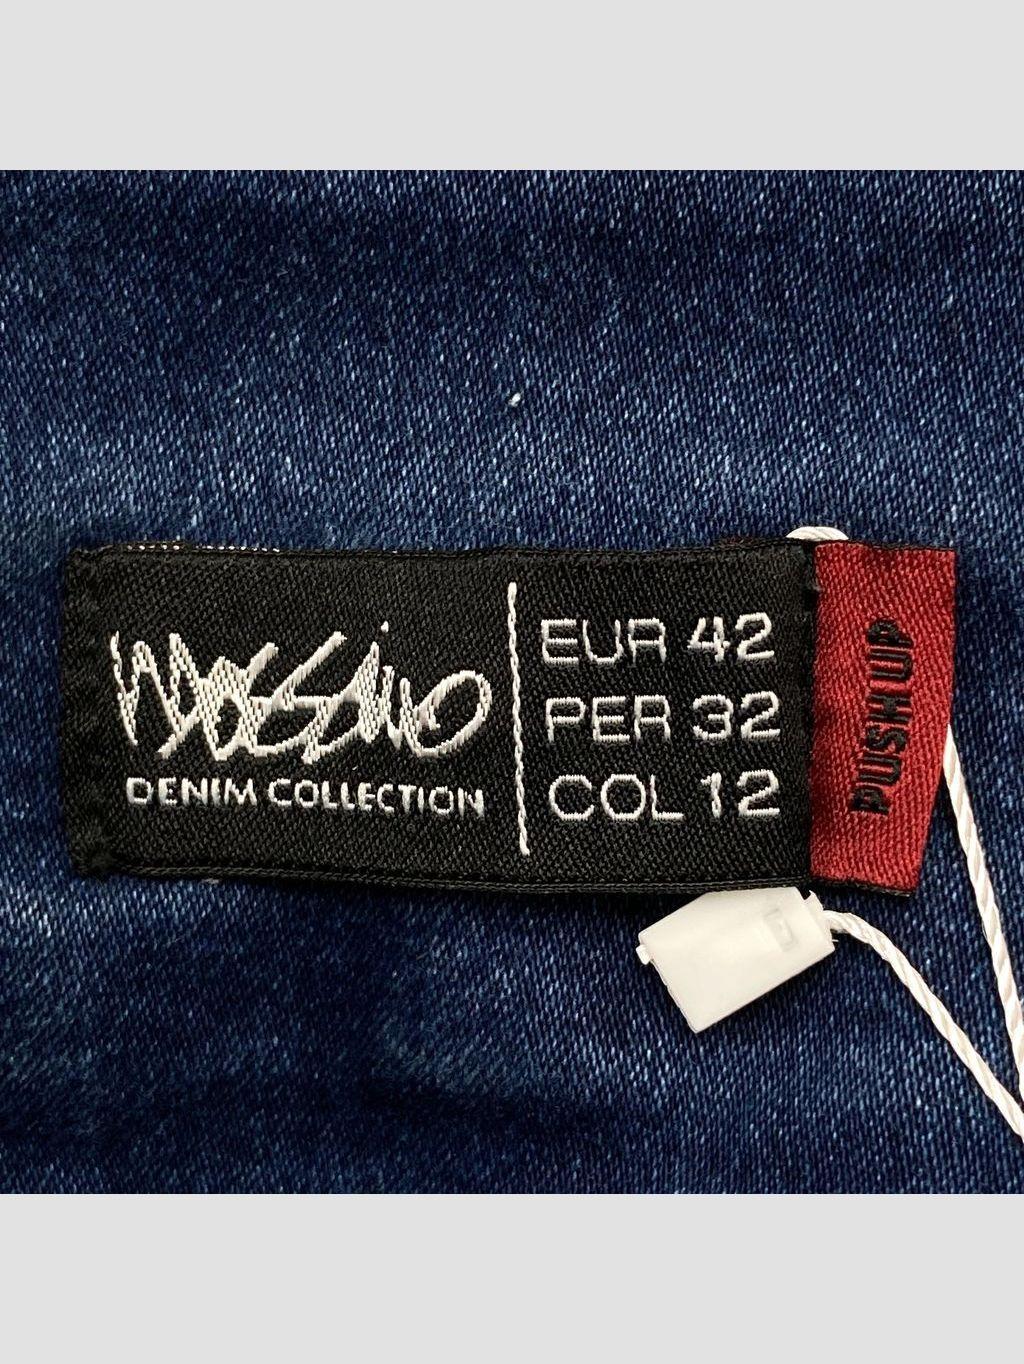 Mossimo
DENIM COLLECTION
EUR 42
PER 32
COL 12
PUSH UP